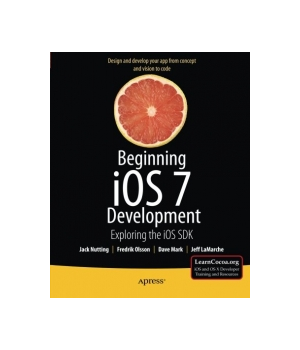 Design and develop your app from concept
and vision to code
Beginning
iOS 7
Development
Exploring the iOS SDK
Jack Nutting | Fredrik Olsson | Dave Mark | Jeff LaMarche
LearnCocoa.org
iOS and OS X Developer
Training and Resources
Apress®